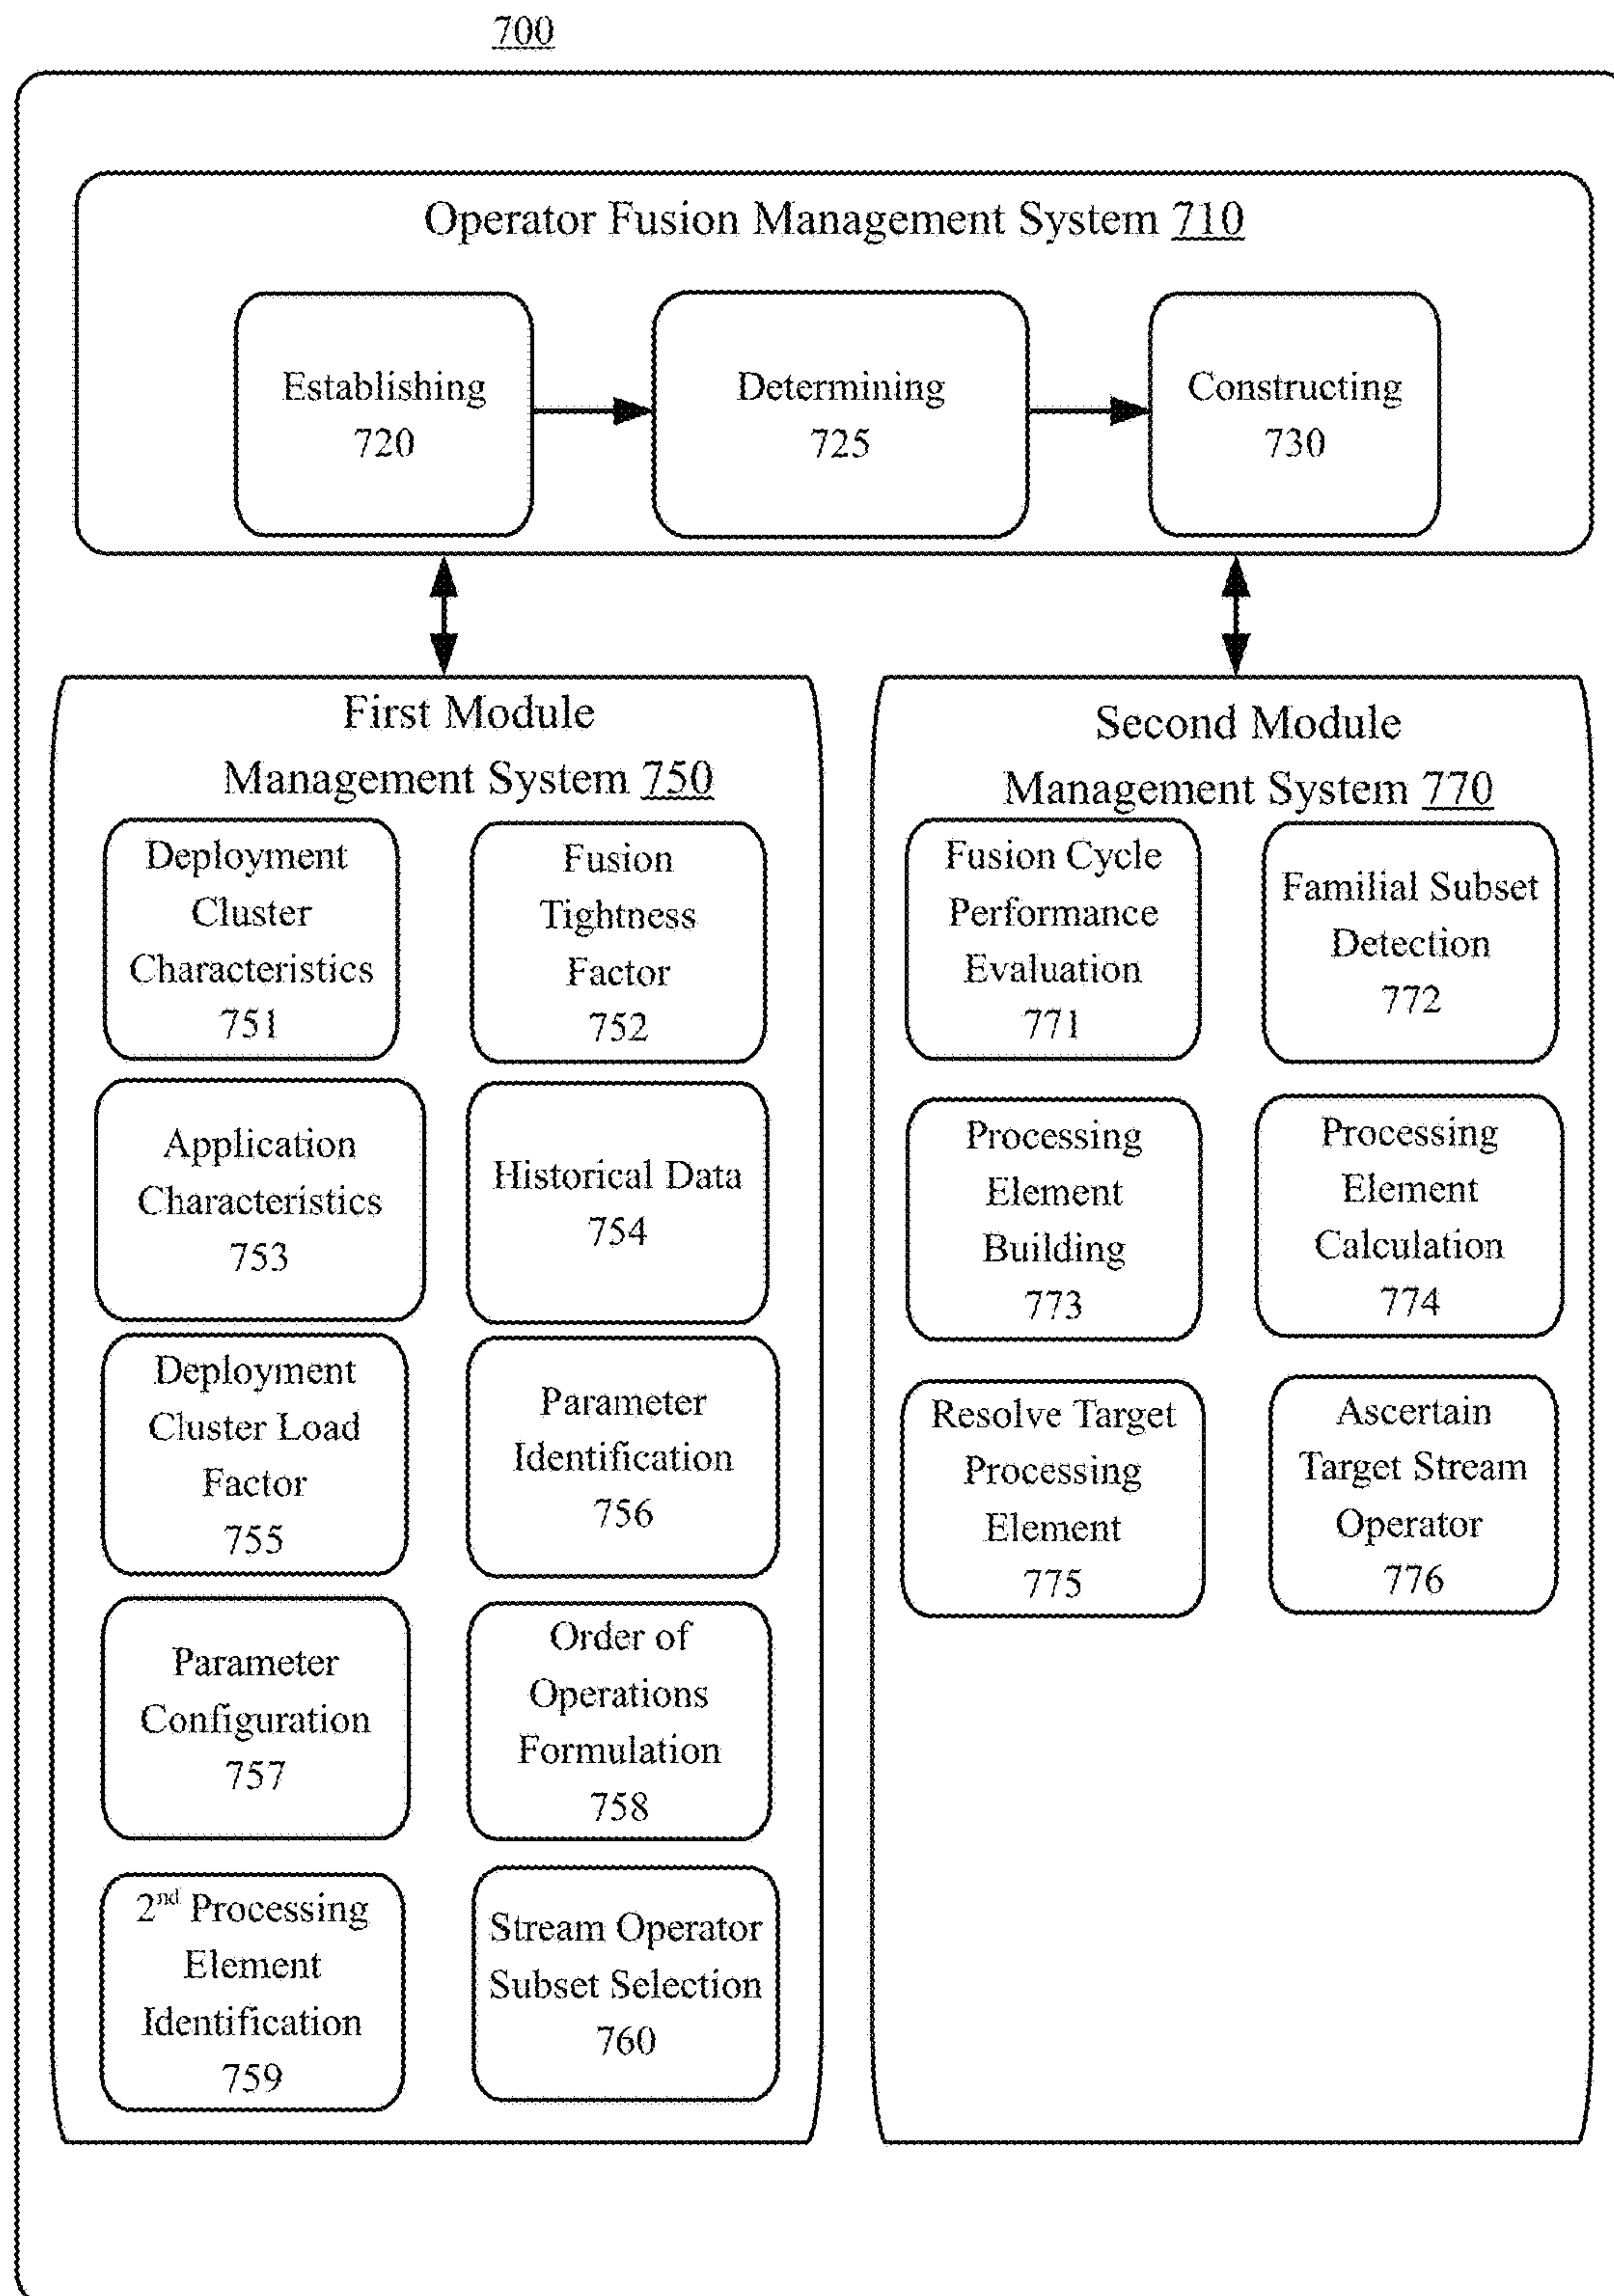 700
Operator Fusion Management System 710
Establishing
720
Determining
725
Constructing
730
First Module
Management System 750
Deployment
Cluster
Characteristics
751
Fusion
Tightness
Factor
752
Application
Characteristics
753
Historical Data
754
Deployment
Cluster Load
Factor
755
Parameter
Identification
756
Parameter
Configuration
757
Order of
Operations
Formulation
758
2nd Processing
Element
Identification
759
Stream Operator
Subset Selection
760
Second Module
Management System 770
Fusion Cycle
Performance
Evaluation
771
Familial Subset
Detection
772
Processing
Element
Building
773
Processing
Element
Calculation
774
Resolve Target
Processing
Element
775
Ascertain
Target Stream
Operator
776